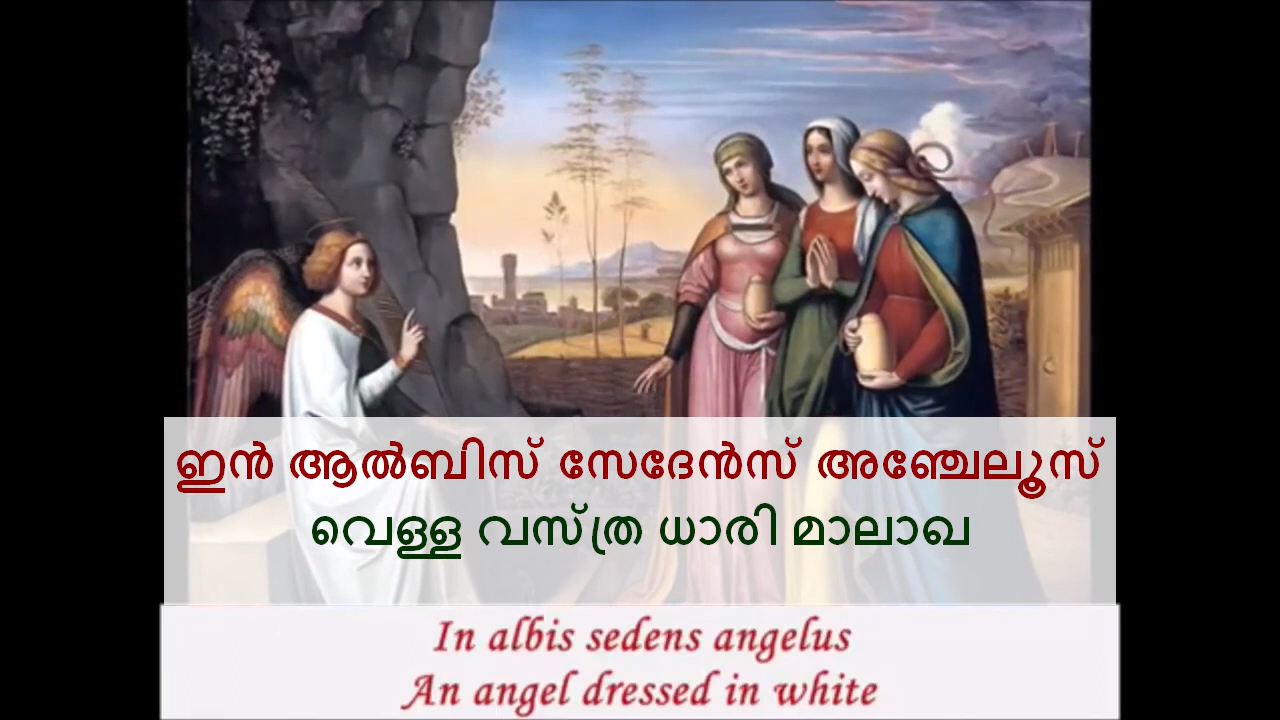 ഇൻ ആൽബിസ് സേദേൻസ് അഞ്ചേലൂസ്
വെള്ള വസ്ത്ര ധാരി മാലാഖ
In albis sedens angelus
An angel dressed in white